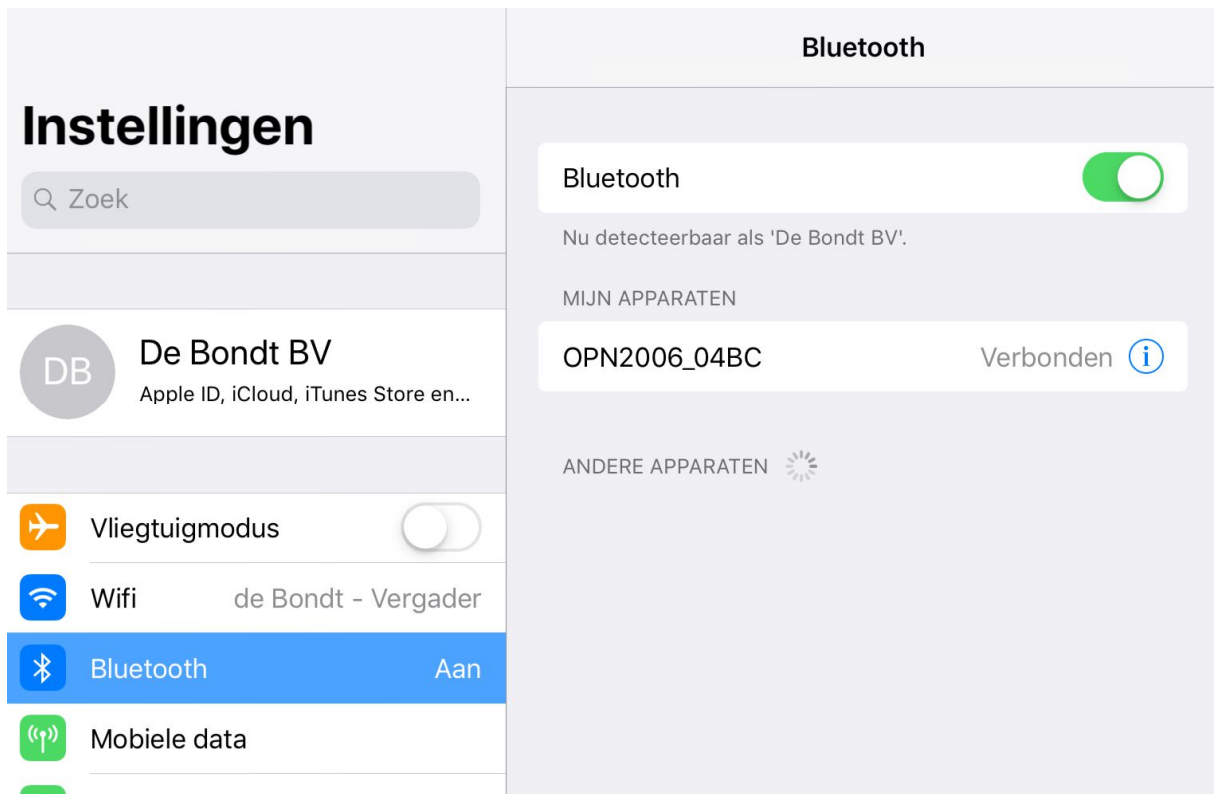 Instellingen
Zoek
DB
De Bondt BV
Apple ID, iCloud, iTunes Store en...
Vliegtuigmodus
Wifi de Bondt - Vergader
Bluetooth Aan
Mobiele data
Bluetooth
Bluetooth
Nu detecteerbaar als 'De Bondt BV'.
MIJN APPARATEN
OPN2006_04BC Verbonden i
ANDERE APPARATEN